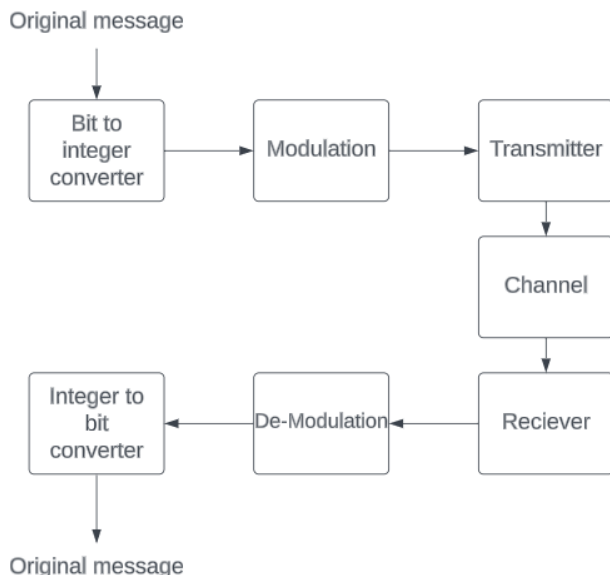 Original message
Bit to
integer
converter
Modulation
Transmitter
Channel
Reciever
De-Modulation
Integer to
bit
converter
Original message